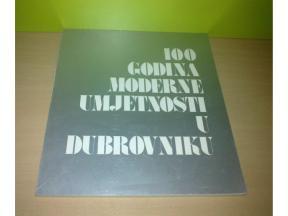 100
GODINA
MODERNE
UMJETNOSTI
U
DUBROVNIKU